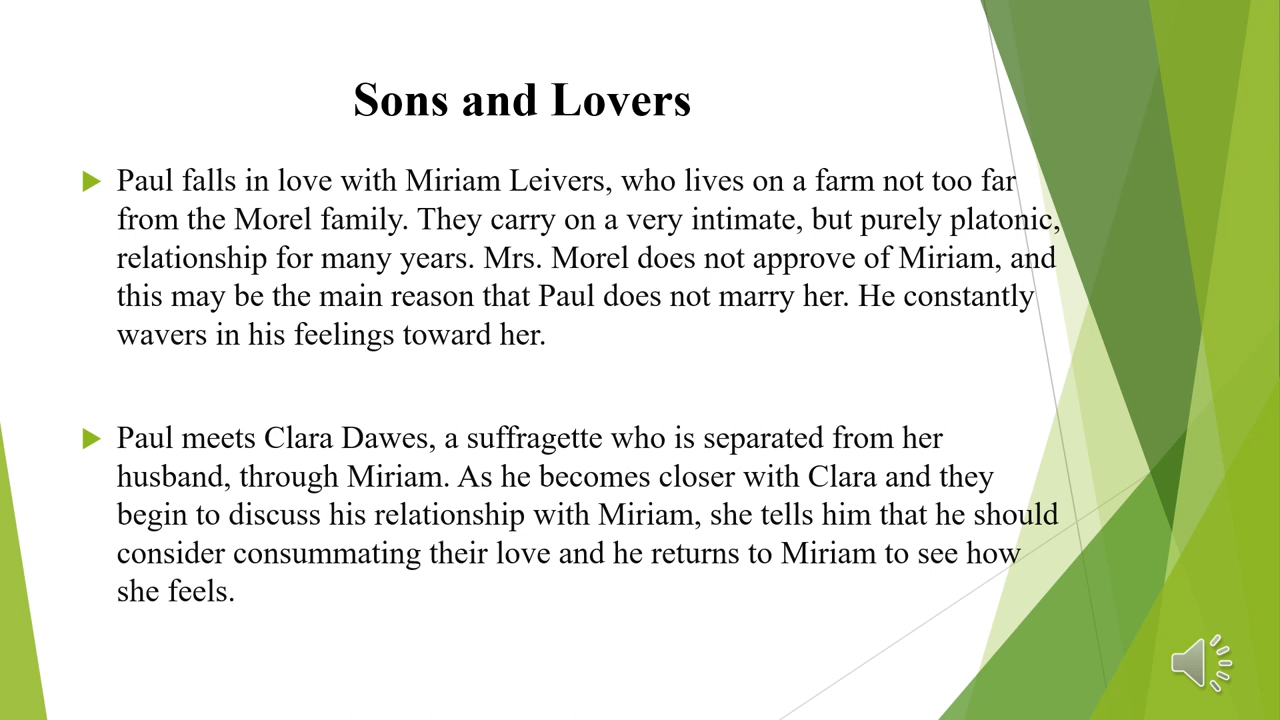 Sons and Lovers
Paul falls in love with Miriam Leivers, who lives on a farm not too far
from the Morel family. They carry on a very intimate, but purely platonic,
relationship for many years. Mrs. Morel does not approve of Miriam, and
this may be the main reason that Paul does not marry her. He constantly
wavers in his feelings toward her.
Paul meets Clara Dawes, a suffragette who is separated from her
husband, through Miriam. As he becomes closer with Clara and they
begin to discuss his relationship with Miriam, she tells him that he should
consider consummating their love and he returns to Miriam to see how
she feels.